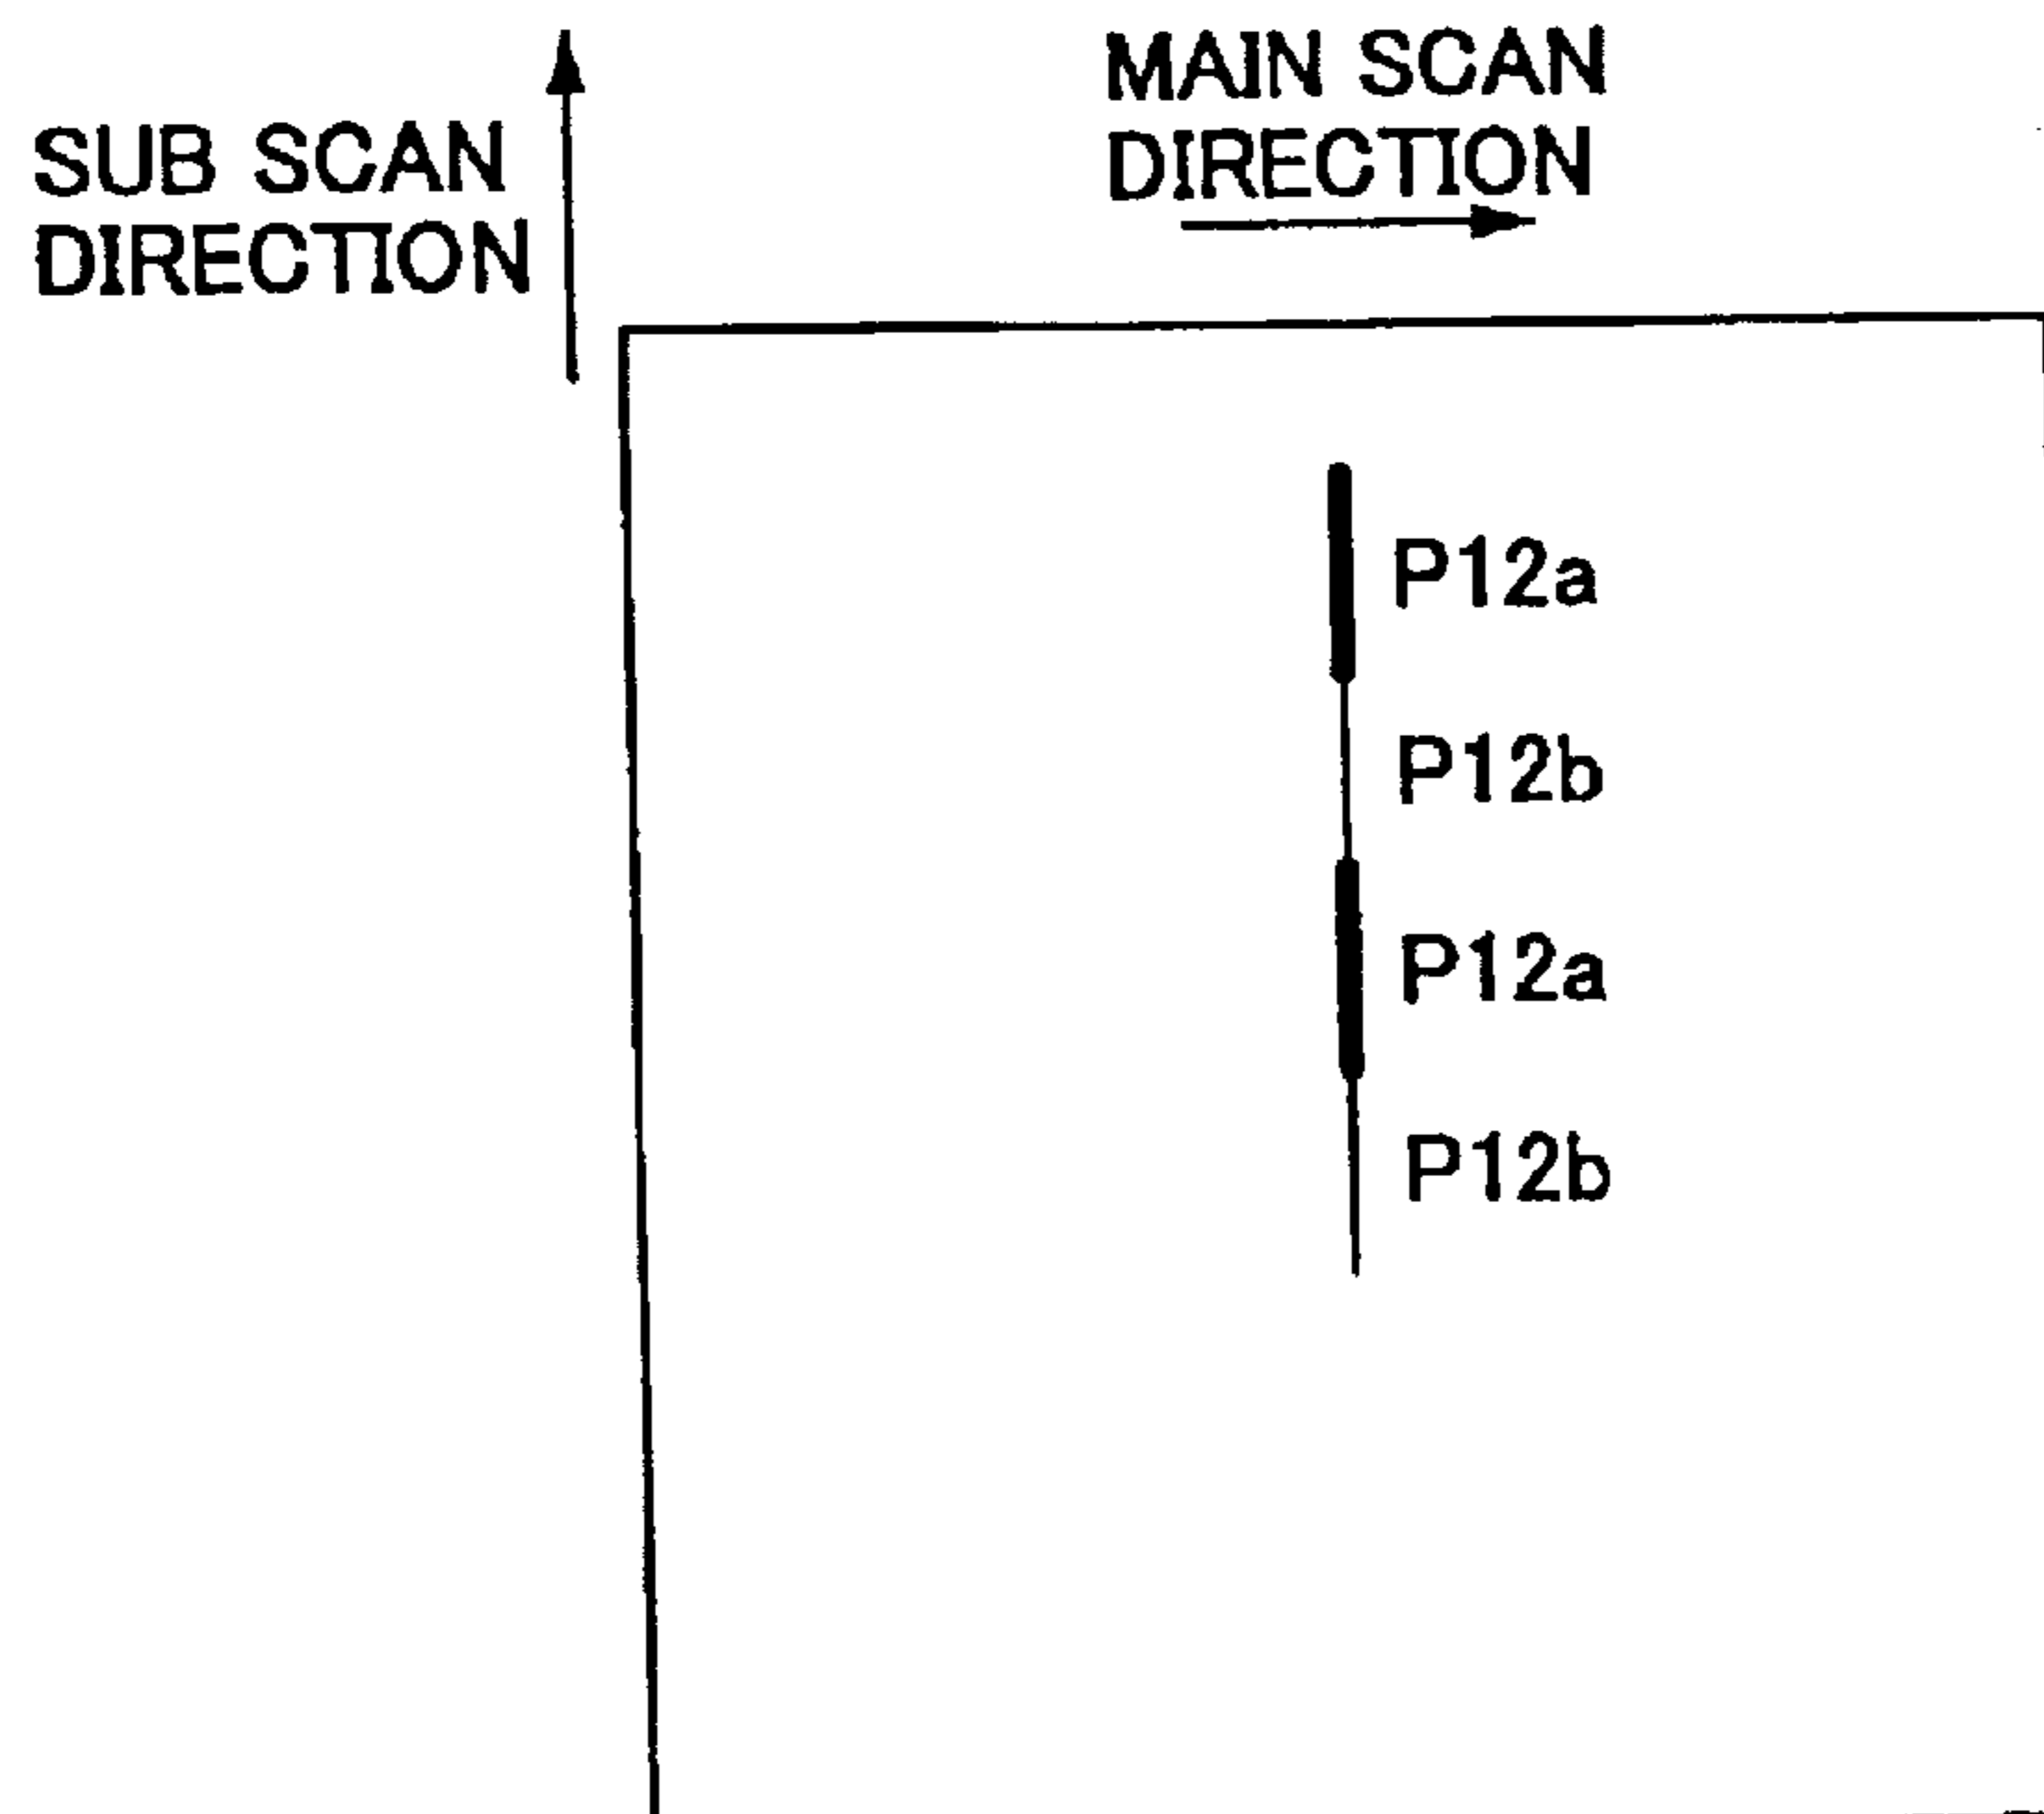 MAIN SCAN
DIRECTION
SUB SCAN
DIRECTION
P12a
P12b
P12a
P12b